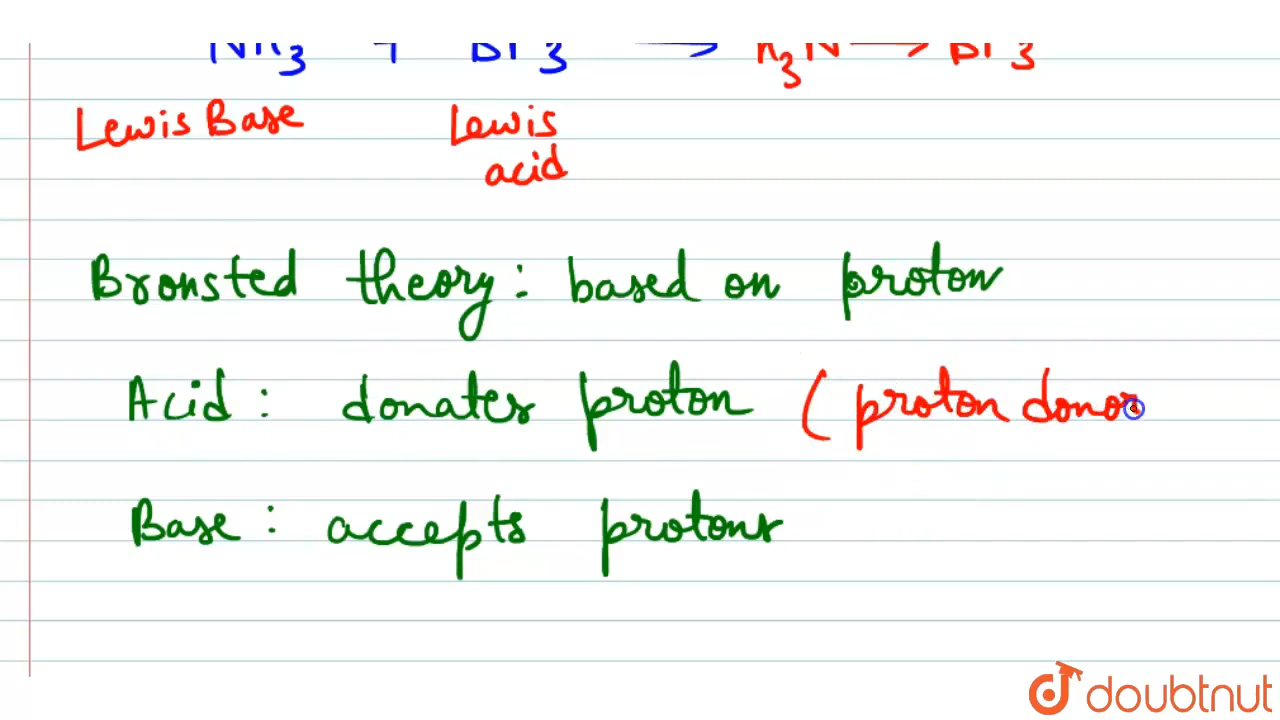 NH3 + BF3 → H3N → BF3
Lewis Base Lewis
acid
Bronsted theory: based on proton
Acid: donates proton (proton donor
Base: accepts protons
doubtnut